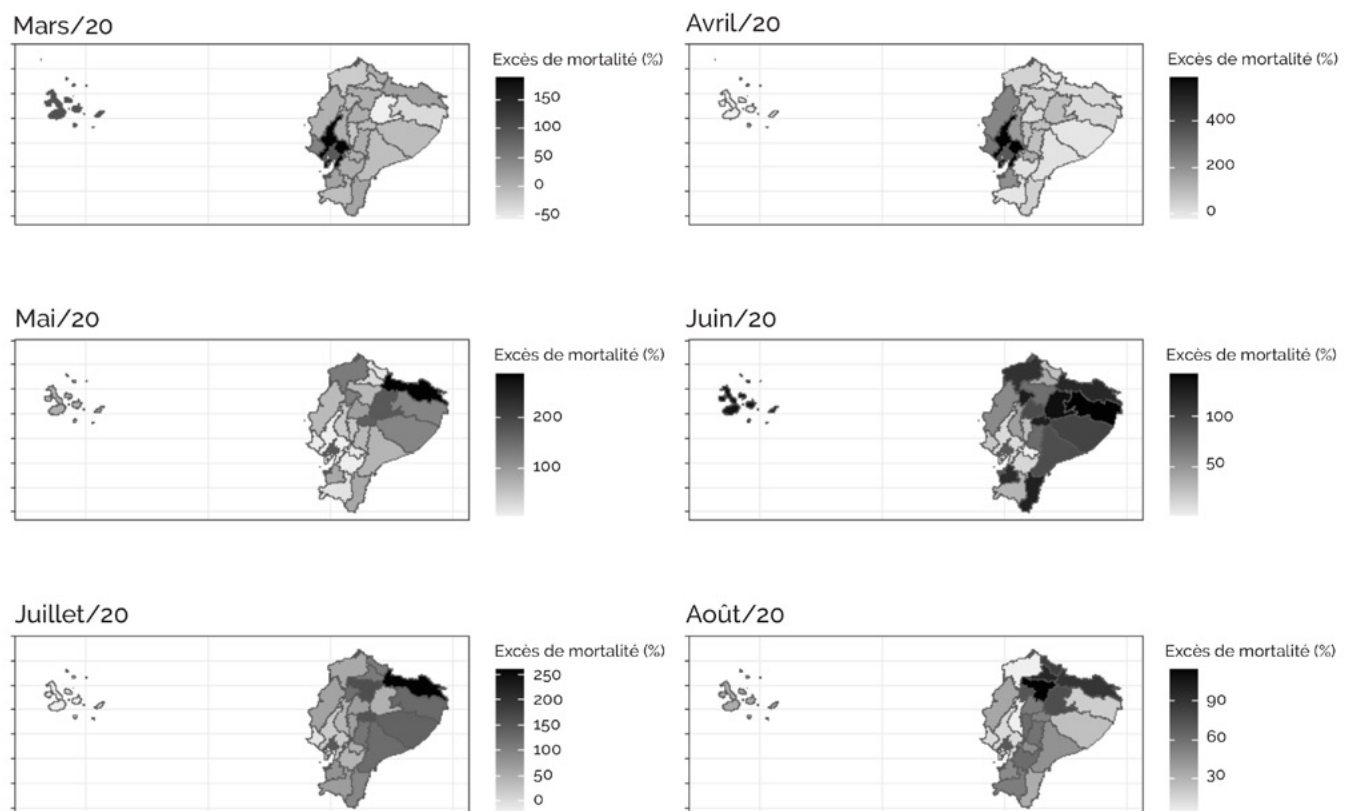 Mars/20
Excès de mortalité (%)
150
100
50
0
-50
Avril/20
Excès de mortalité (%)
400
200
0
Mai/20
Excès de mortalité (%)
200
100
Juin/20
Excès de mortalité (%)
100
50
Juillet/20
Excès de mortalité (%)
250
200
150
100
50
0
Août/20
Excès de mortalité (%)
90
60
30